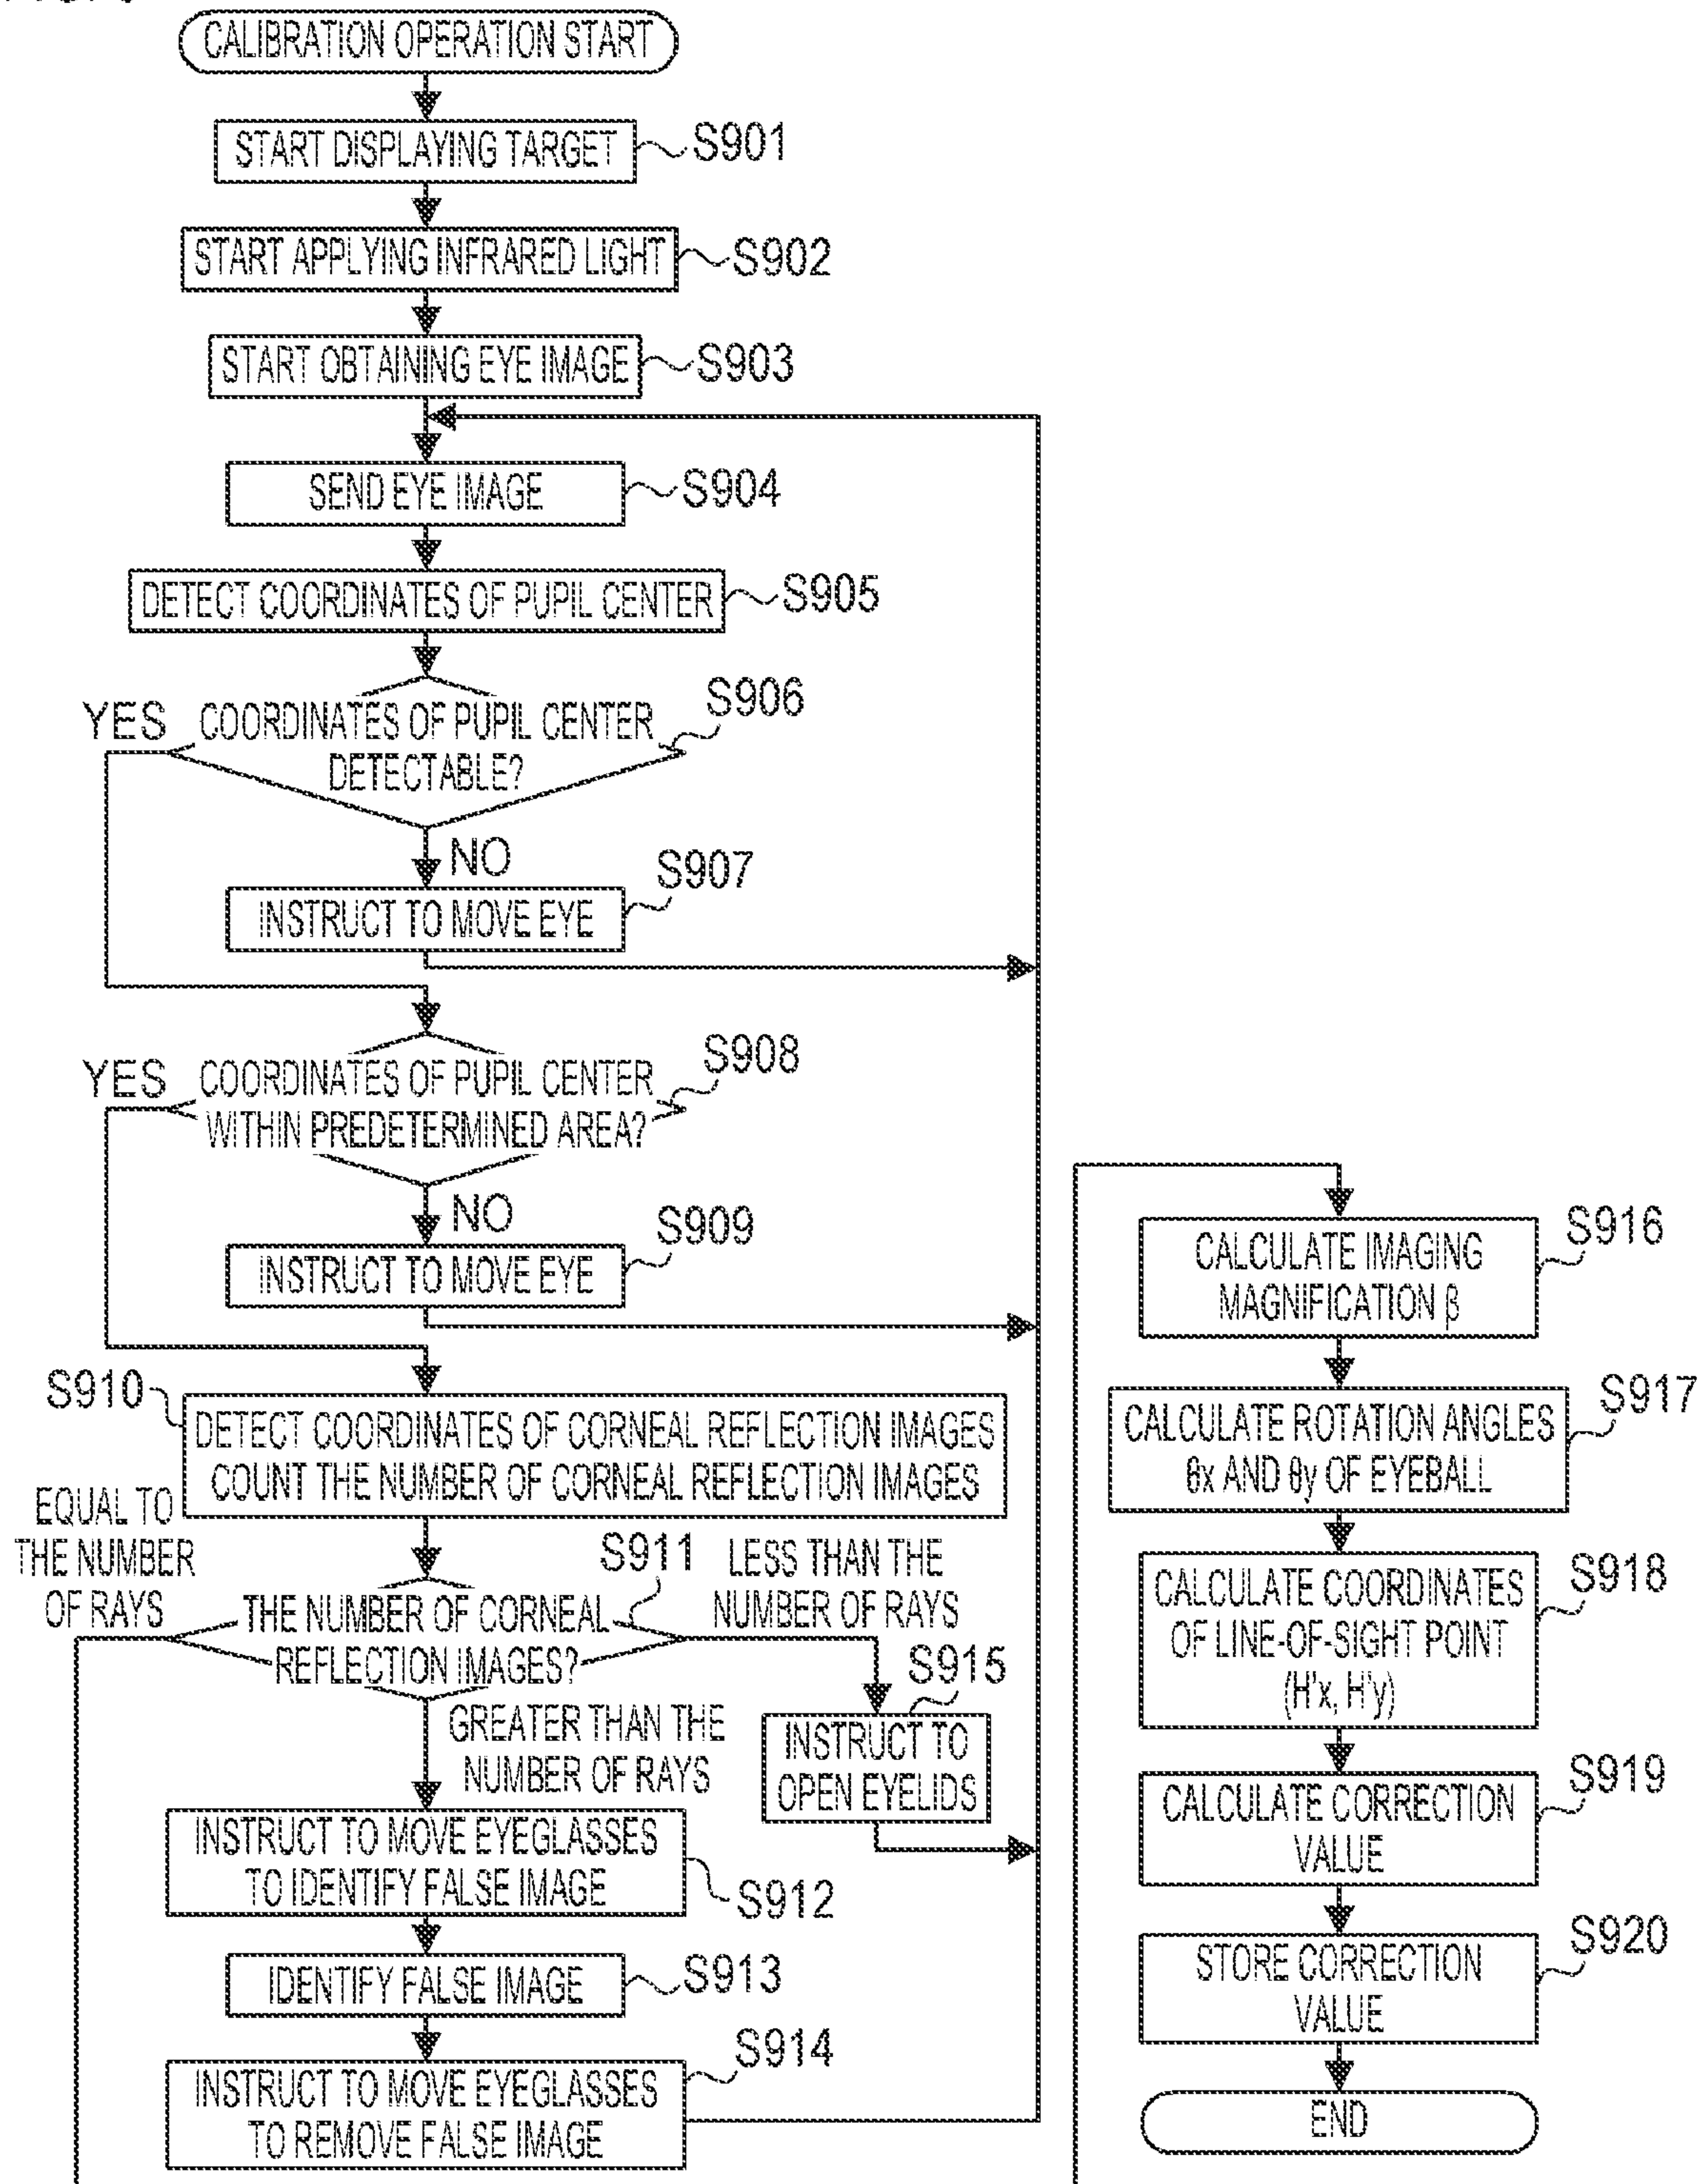 CALIBRATION OPERATION START
START DISPLAYING TARGET
S901
START APPLYING INFRARED LIGHT
S902
START OBTAINING EYE IMAGE
S903
SEND EYE IMAGE
S904
DETECT COORDINATES OF PUPIL CENTER
S905
S906
YES
COORDINATES OF PUPIL CENTER
DETECTABLE?
NO
S907
INSTRUCT TO MOVE EYE
S908
YES
COORDINATES OF PUPIL CENTER
WITHIN PREDETERMINED AREA?
NO
S909
INSTRUCT TO MOVE EYE
S910
DETECT COORDINATES OF CORNEAL REFLECTION IMAGES
COUNT THE NUMBER OF CORNEAL REFLECTION IMAGES
EQUAL TO
THE NUMBER
OF RAYS
S911
LESS THAN THE
NUMBER OF RAYS
THE NUMBER OF CORNEAL
REFLECTION IMAGES?
S915
GREATER THAN THE
NUMBER OF RAYS
INSTRUCT TO
OPEN EYELIDS
INSTRUCT TO MOVE EYEGLASSES
TO IDENTIFY FALSE IMAGE
S912
IDENTIFY FALSE IMAGE
S913
S914
INSTRUCT TO MOVE EYEGLASSES
TO REMOVE FALSE IMAGE
S916
CALCULATE IMAGING
MAGNIFICATION β
S917
CALCULATE ROTATION ANGLES
θx AND θy OF EYEBALL
S918
CALCULATE COORDINATES
OF LINE-OF-SIGHT POINT
(H'x, H'y)
S919
CALCULATE CORRECTION
VALUE
S920
STORE CORRECTION
VALUE
END